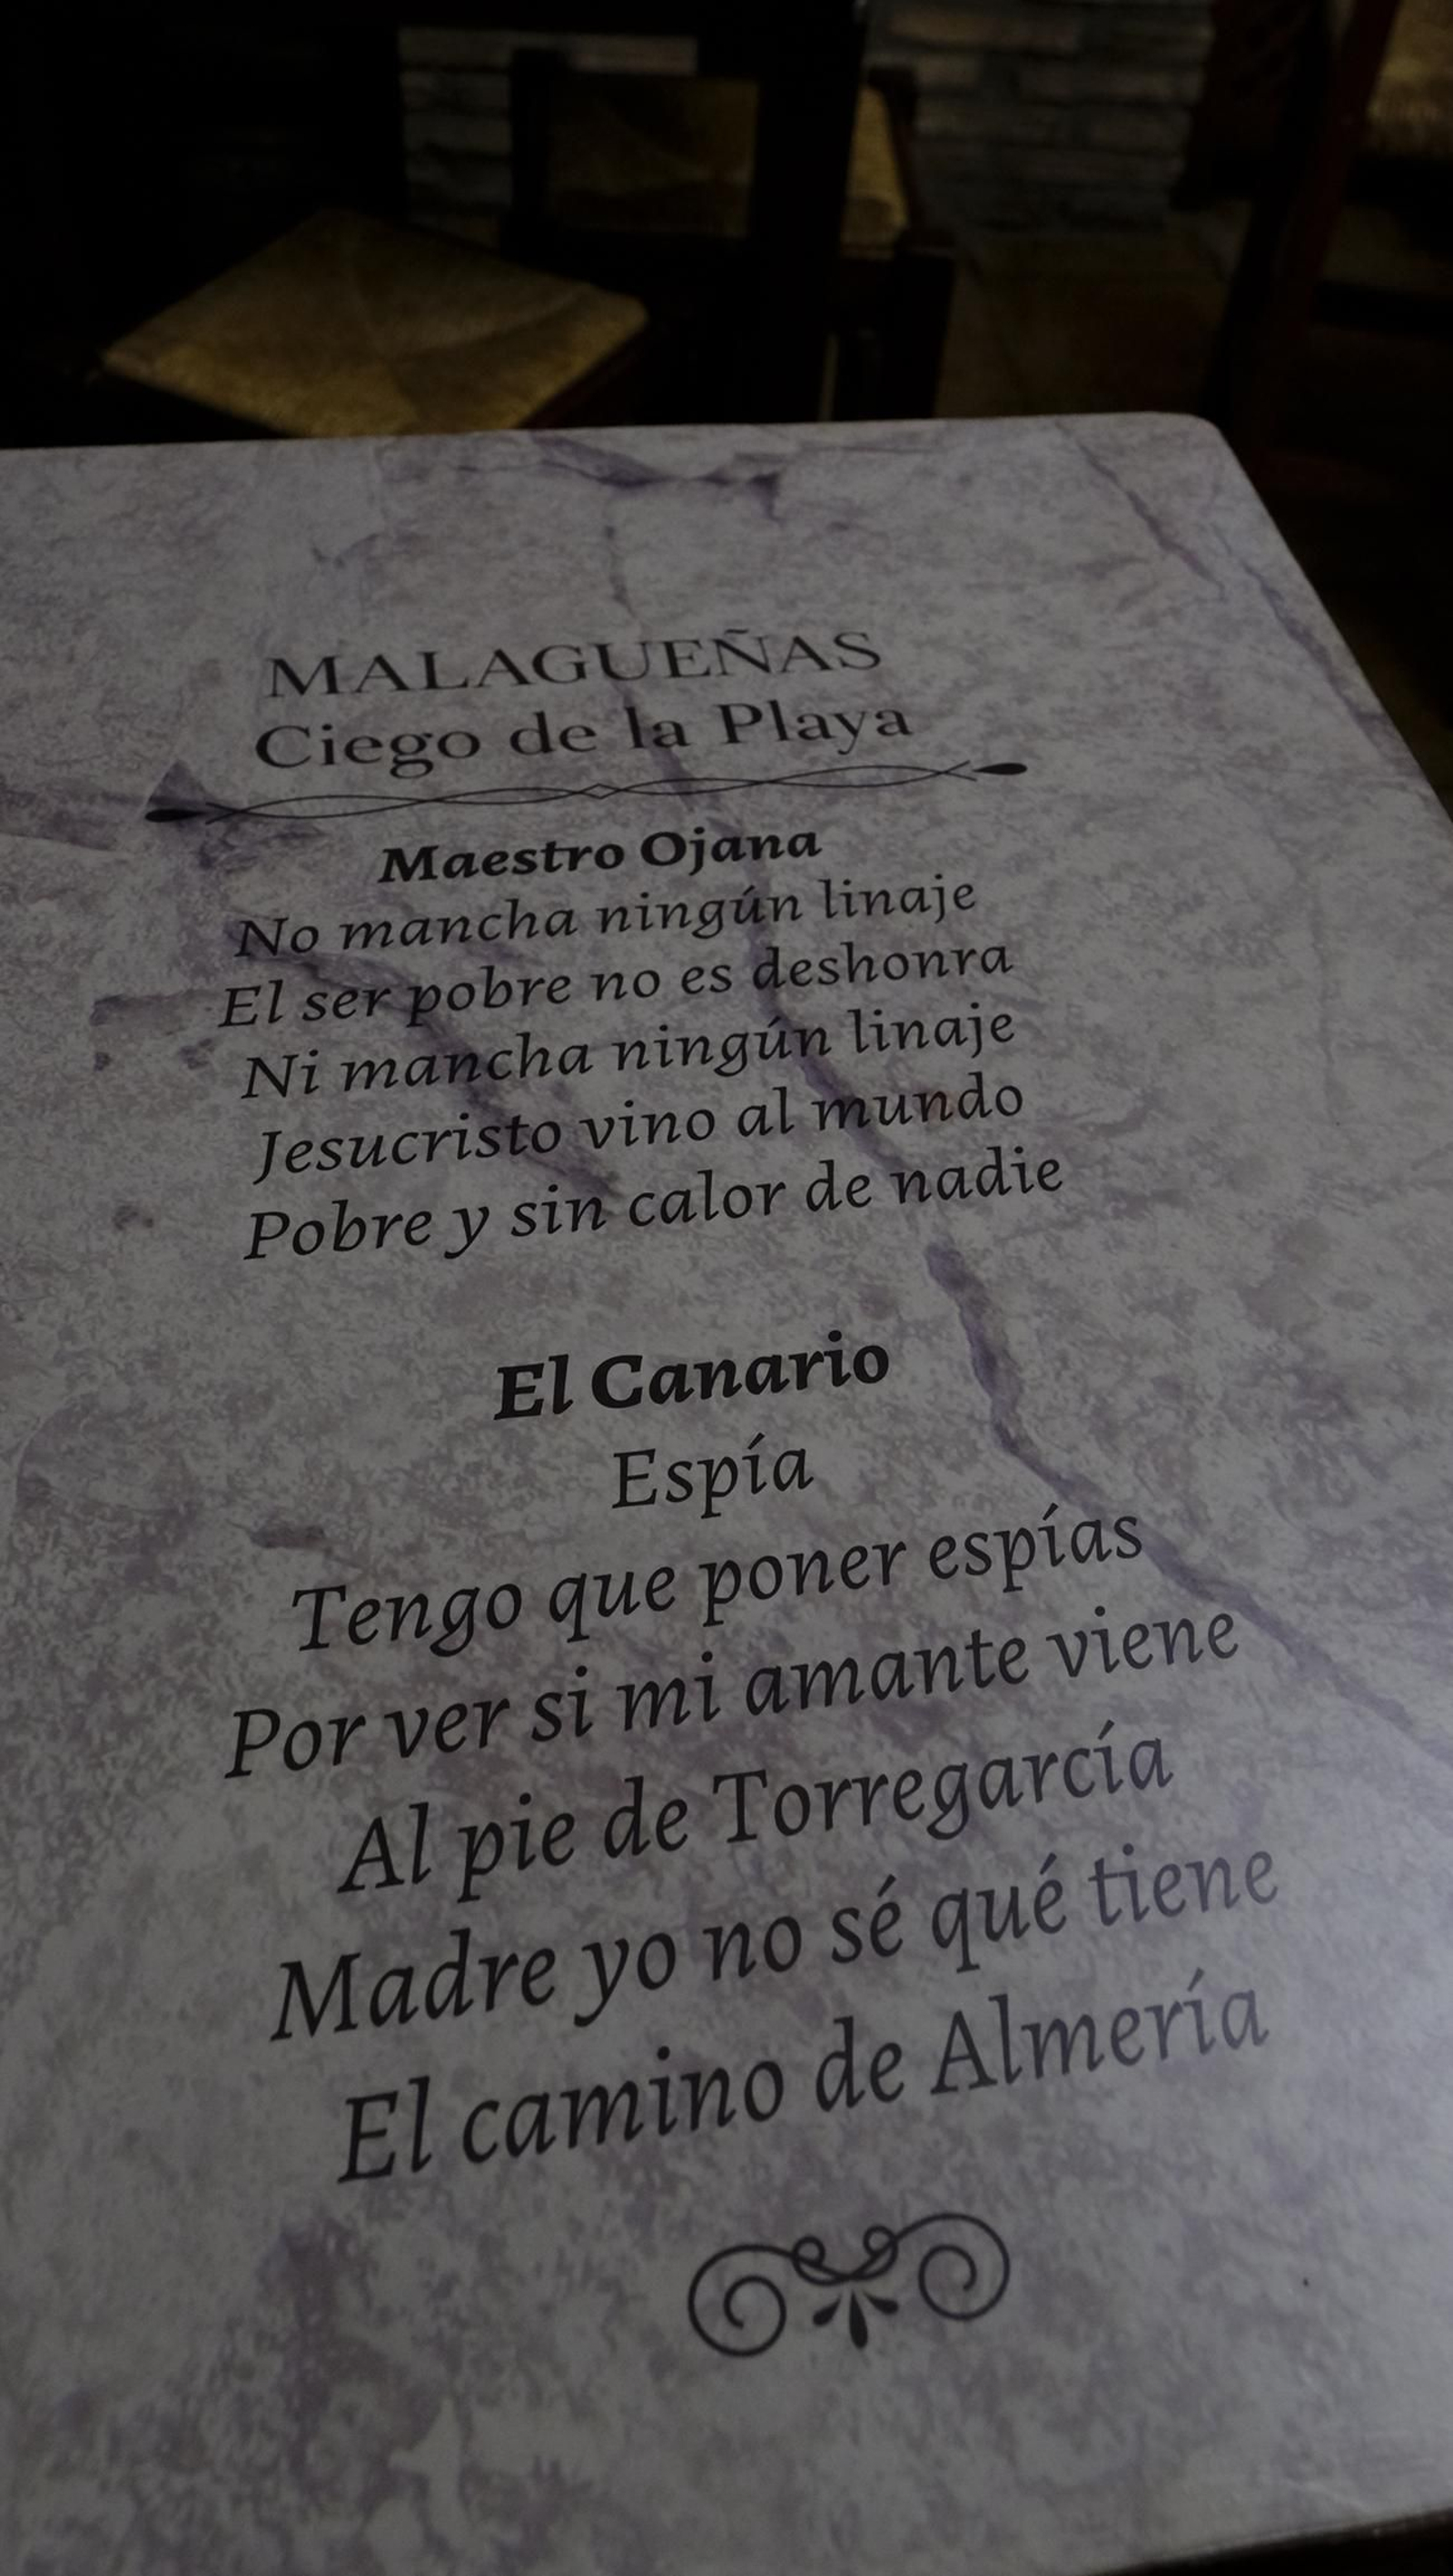 MALAGUEÑAS
Ciego de la Playa
Maestro Ojana
No mancha ningún linaje
El ser pobre no es deshonra
Ni mancha ningún linaje
Jesucristo vino al mundo
Pobre y sin calor de nadie
El Canario
Espía
Tengo que poner espías
Por ver si mi amante viene
Al pie de Torregarcía
Madre yo no sé qué tiene
El camino de Almería